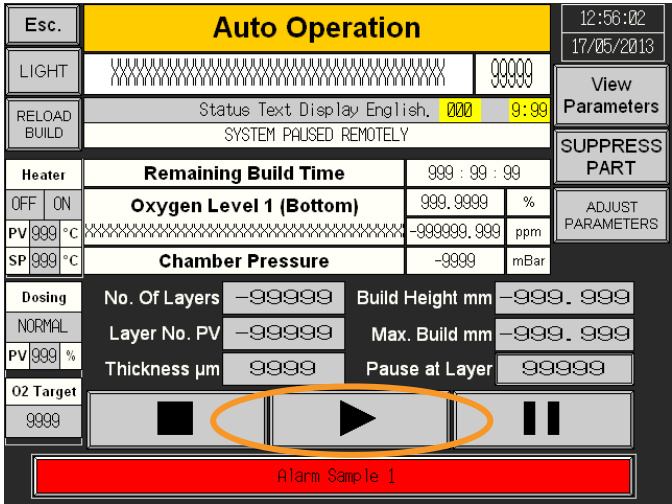 Esc.
Auto Operation
12:56:02
17/05/2013
LIGHT
99999
View
Parameters
RELOAD
BUILD
Status Text Display English. 000 9:99
SYSTEM PAUSED REMOTELY
SUPPRESS
PART
Heater
Remaining Build Time 999 : 99 : 99
OFF ON
Oxygen Level 1 (Bottom) 999.9999 %
ADJUST
PARAMETERS
PV 999 °C
-999999.999 ppm
SP 999 °C
Chamber Pressure -9999 mBar
Dosing
No. Of Layers -99999 Build Height mm -999.999
NORMAL
Layer No. PV -99999 Max. Build mm -999.999
PV 999 %
Thickness µm 9999 Pause at Layer 99999
O2 Target
9999
Alarm Sample 1